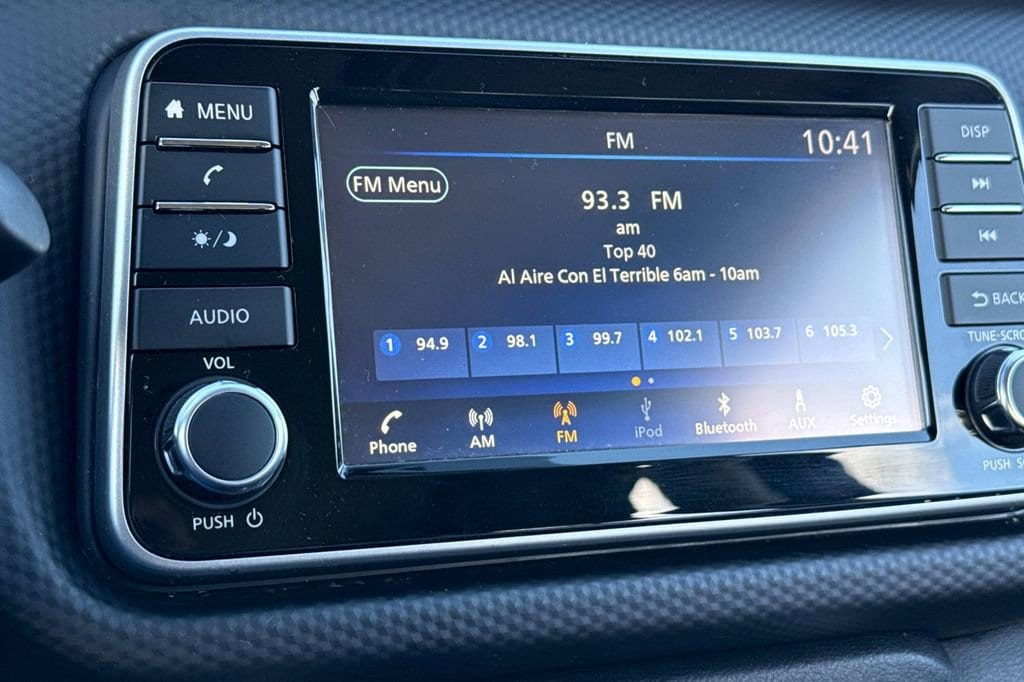 MENU
AUDIO
VOL
PUSH
FM
10:41
FM Menu
93.3 FM
am
Top 40
Al Aire Con El Terrible 6am - 10am
1 94.9 2 98.1 3 99.7 4 102.1 5 103.7 6 105.3
Phone AM FM iPod Bluetooth AUX Settings
DISP
BACK
TUNE·SCRO
PUSH S